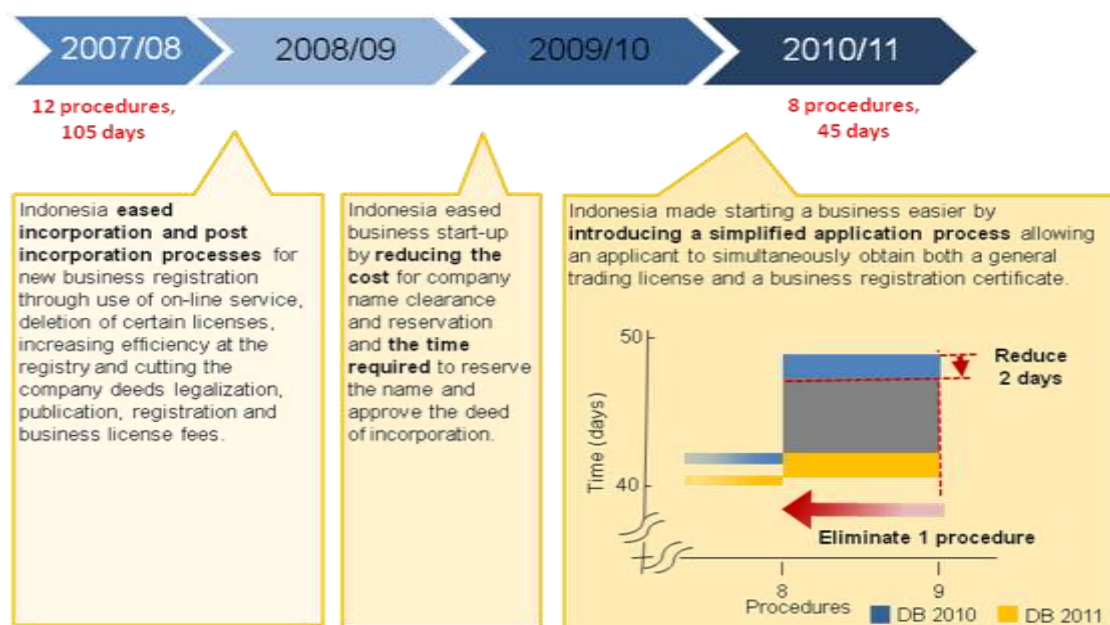 2007/08
2008/09
2009/10
2010/11
12 procedures,
105 days
8 procedures,
45 days
Indonesia eased
incorporation and post
incorporation processes for
new business registration
through use of on-line service,
deletion of certain licenses,
increasing efficiency at the
registry and cutting the
company deeds legalization,
publication, registration and
business license fees.
Indonesia eased
business start-up
by reducing the
cost for company
name clearance
and reservation
and the time
required to reserve
the name and
approve the deed
of incorporation.
Indonesia made starting a business easier by
introducing a simplified application process allowing
an applicant to simultaneously obtain both a general
trading license and a business registration certificate.
50
Reduce
2 days
Time (days)
40
Eliminate 1 procedure
8
9
Procedures
DB 2010
DB 2011